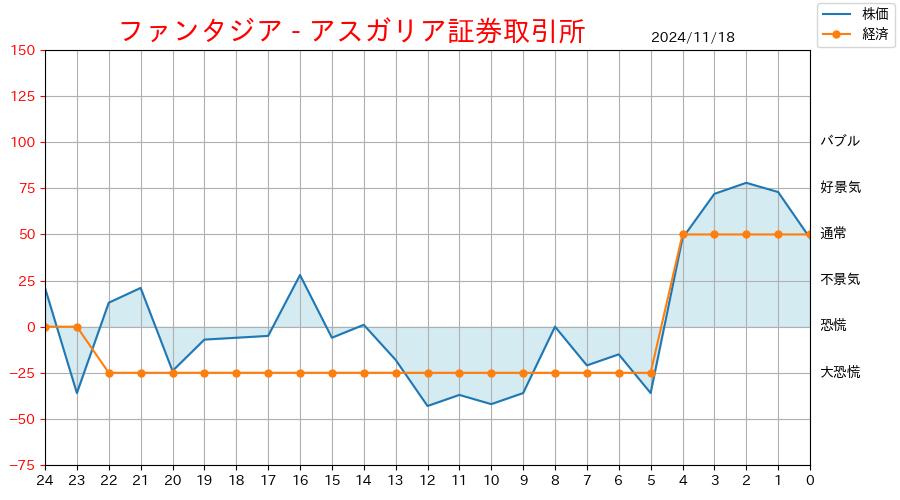 ファンタジア - アスガリア証券取引所
2024/11/18
株価
経済
150
125
100
75
50
25
0
−25
−50
−75
バブル
好景気
通常
不景気
恐慌
大恐慌
24 23 22 21 20 19 18 17 16 15 14 13 12 11 10 9 8 7 6 5 4 3 2 1 0